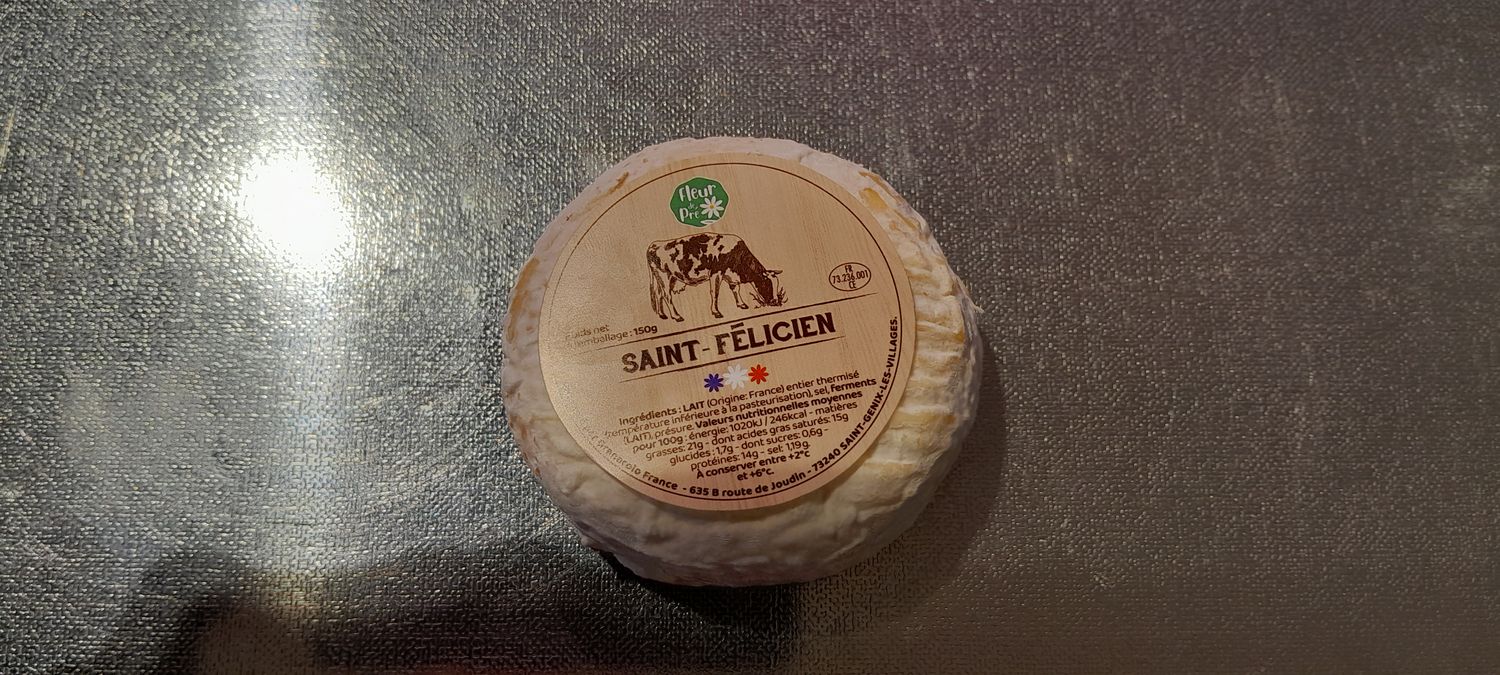 Fleur
de
Pré
FR
73.236.001
CE
Poids net
à l'emballage : 150g
SAINT-FÉLICIEN
Ingrédients : LAIT (Origine: France) entier thermisé
(température inférieure à la pasteurisation), sel, ferments
(LAIT), présure. Valeurs nutritionnelles moyennes
pour 100g : énergie: 1020kJ / 246kcal - matières
grasses: 21g - dont acides gras saturés: 15g
glucides : 1,7g - dont sucres: 0,6g -
protéines: 14g - sel: 1,19g.
À conserver entre +2°c
et +6°c.
France - 635 B route de Joudin - 73240 SAINT-GENIX-LES-VILLAGES.